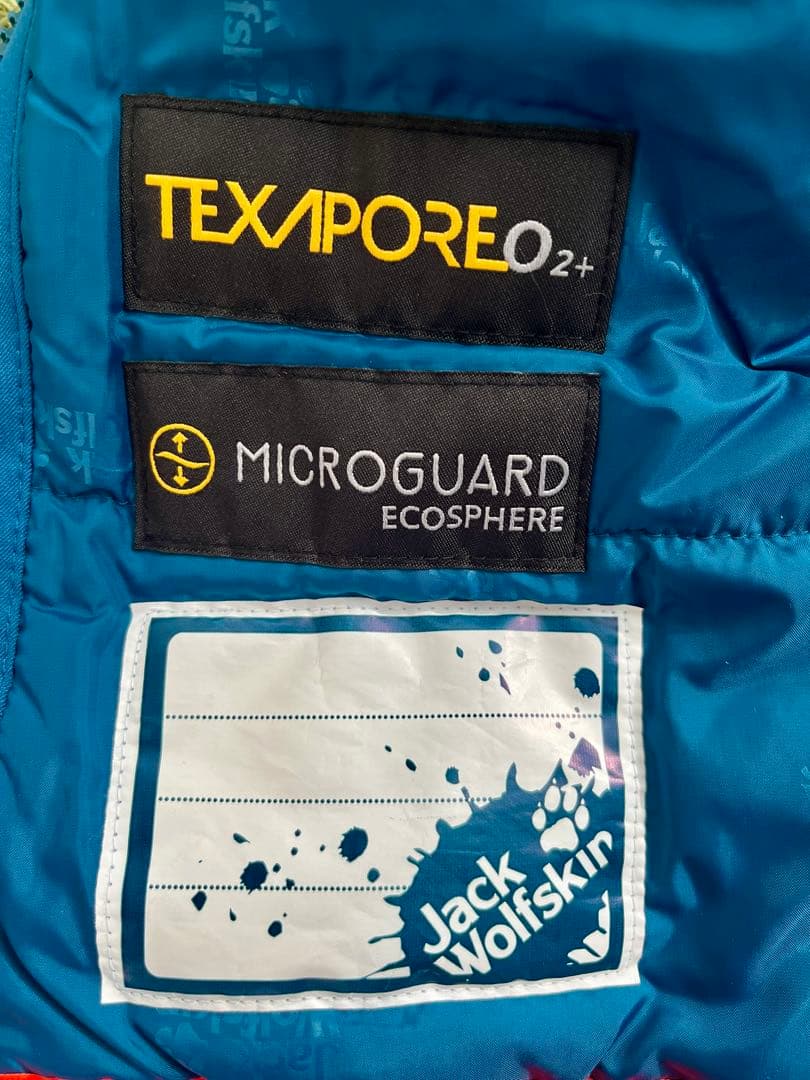 TEXAPORE O2+
MICROGUARD
ECOSPHERE
Jack
Wolfskin